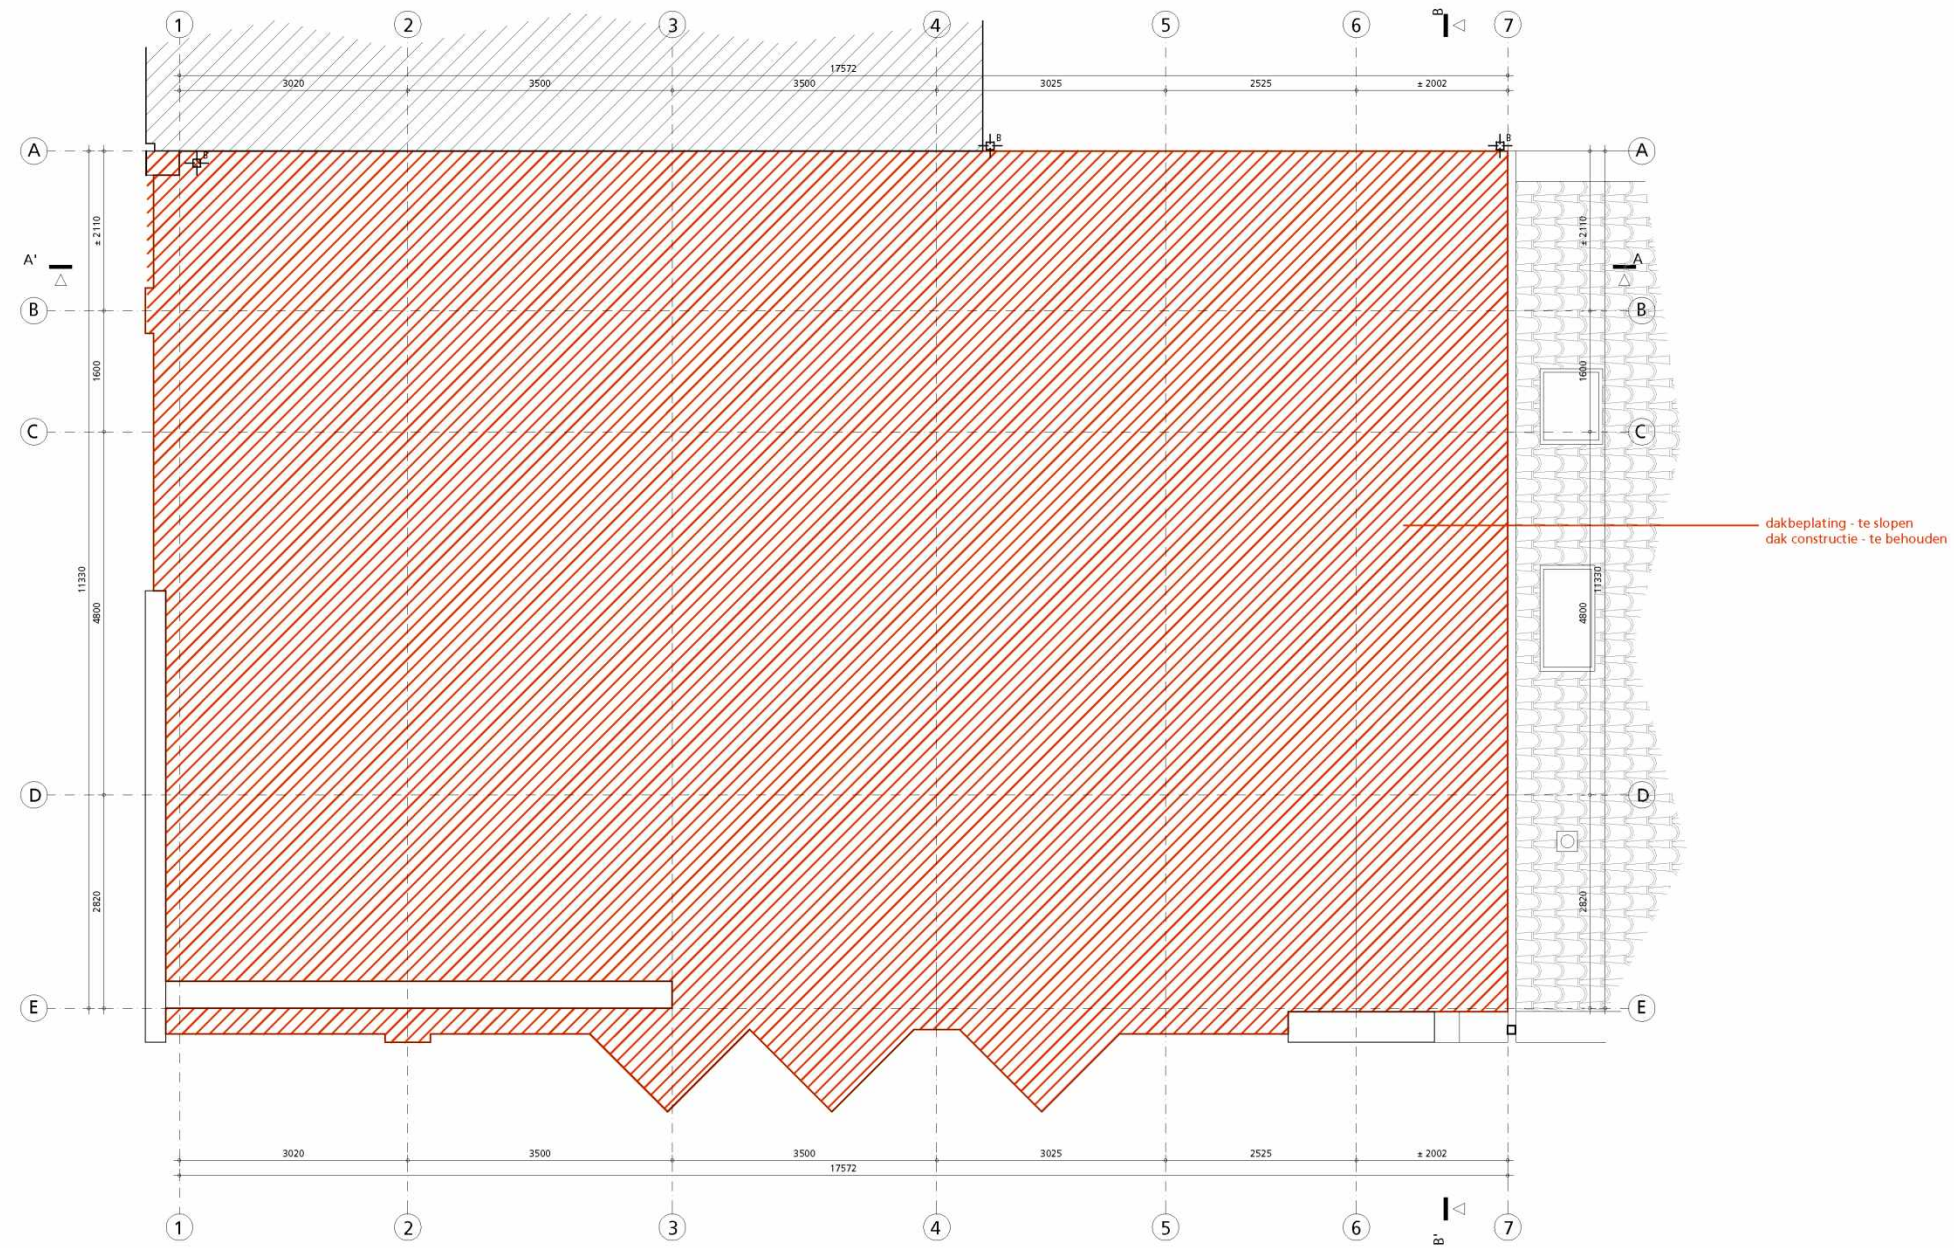 1 2 3 4 5 6 B 7
17572
3020 3500 3500 3025 2525 ± 2002
A B B B A
± 2110 ± 2110
A' A
B B
1600 1600
C C
dakbeplating - te slopen
dak constructie - te behouden
11330 11330
4800 4800
D D
2820 2820
E E
3020 3500 3500 3025 2525 ± 2002
17572
1 2 3 4 5 6 B' 7